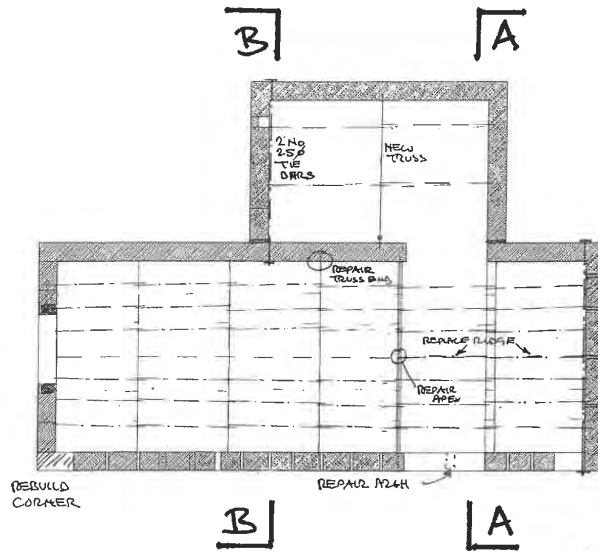 B
A
2 No
25ϕ
TIE
BARS
NEW
TRUSS
REPAIR
TRUSS END
REPLACE RIDGE
REPAIR
APEX
REBUILD
CORNER
REPAIR ARCH
B
A